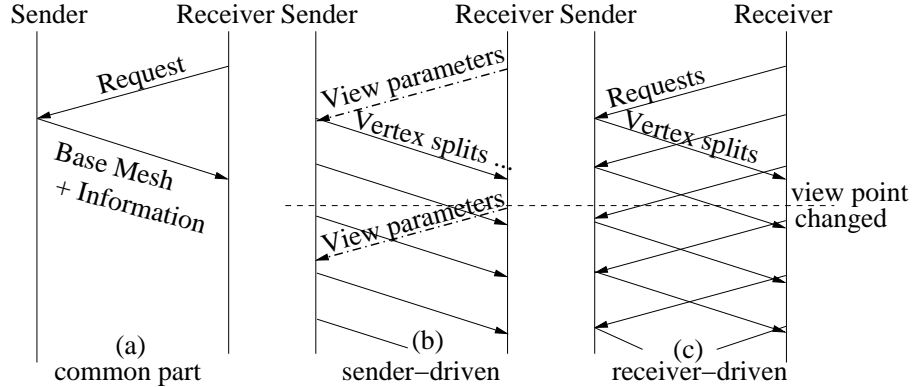 Sender
Receiver
Request
Base Mesh
+ Information
(a)
common part
Sender
Receiver
View parameters
Vertex splits ...
View parameters
(b)
sender−driven
Sender
Receiver
Requests
Vertex splits
view point
changed
(c)
receiver−driven